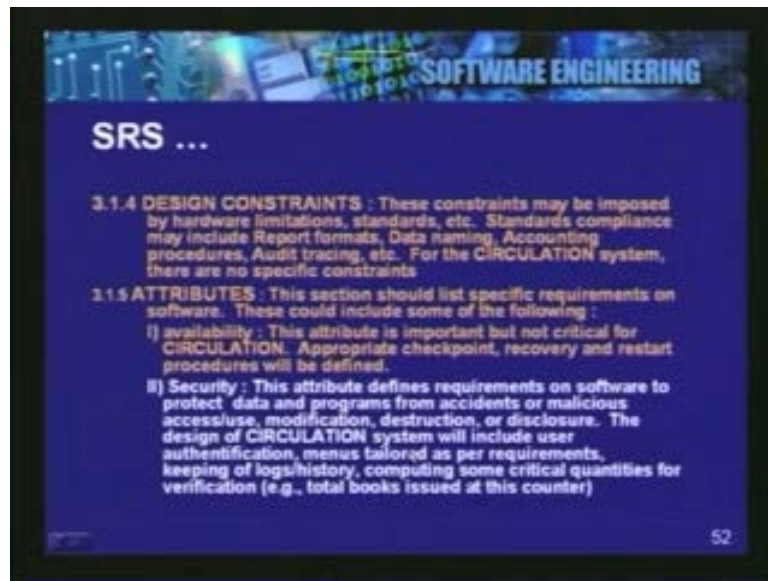 SOFTWARE ENGINEERING
SRS ...
3.1.4 DESIGN CONSTRAINTS : These constraints may be imposed
by hardware limitations, standards, etc. Standards compliance
may include Report formats, Data naming, Accounting
procedures, Audit tracing, etc. For the CIRCULATION system,
there are no specific constraints
3.1.5 ATTRIBUTES : This section should list specific requirements on
software. These could include some of the following :
I) availability : This attribute is important but not critical for
CIRCULATION. Appropriate checkpoint, recovery and restart
procedures will be defined.
II) Security : This attribute defines requirements on software to
protect data and programs from accidents or malicious
access/use, modification, destruction, or disclosure. The
design of CIRCULATION system will include user
authentification, menus tailored as per requirements,
keeping of logs/history, computing some critical quantities for
verification (e.g., total books issued at this counter)
52